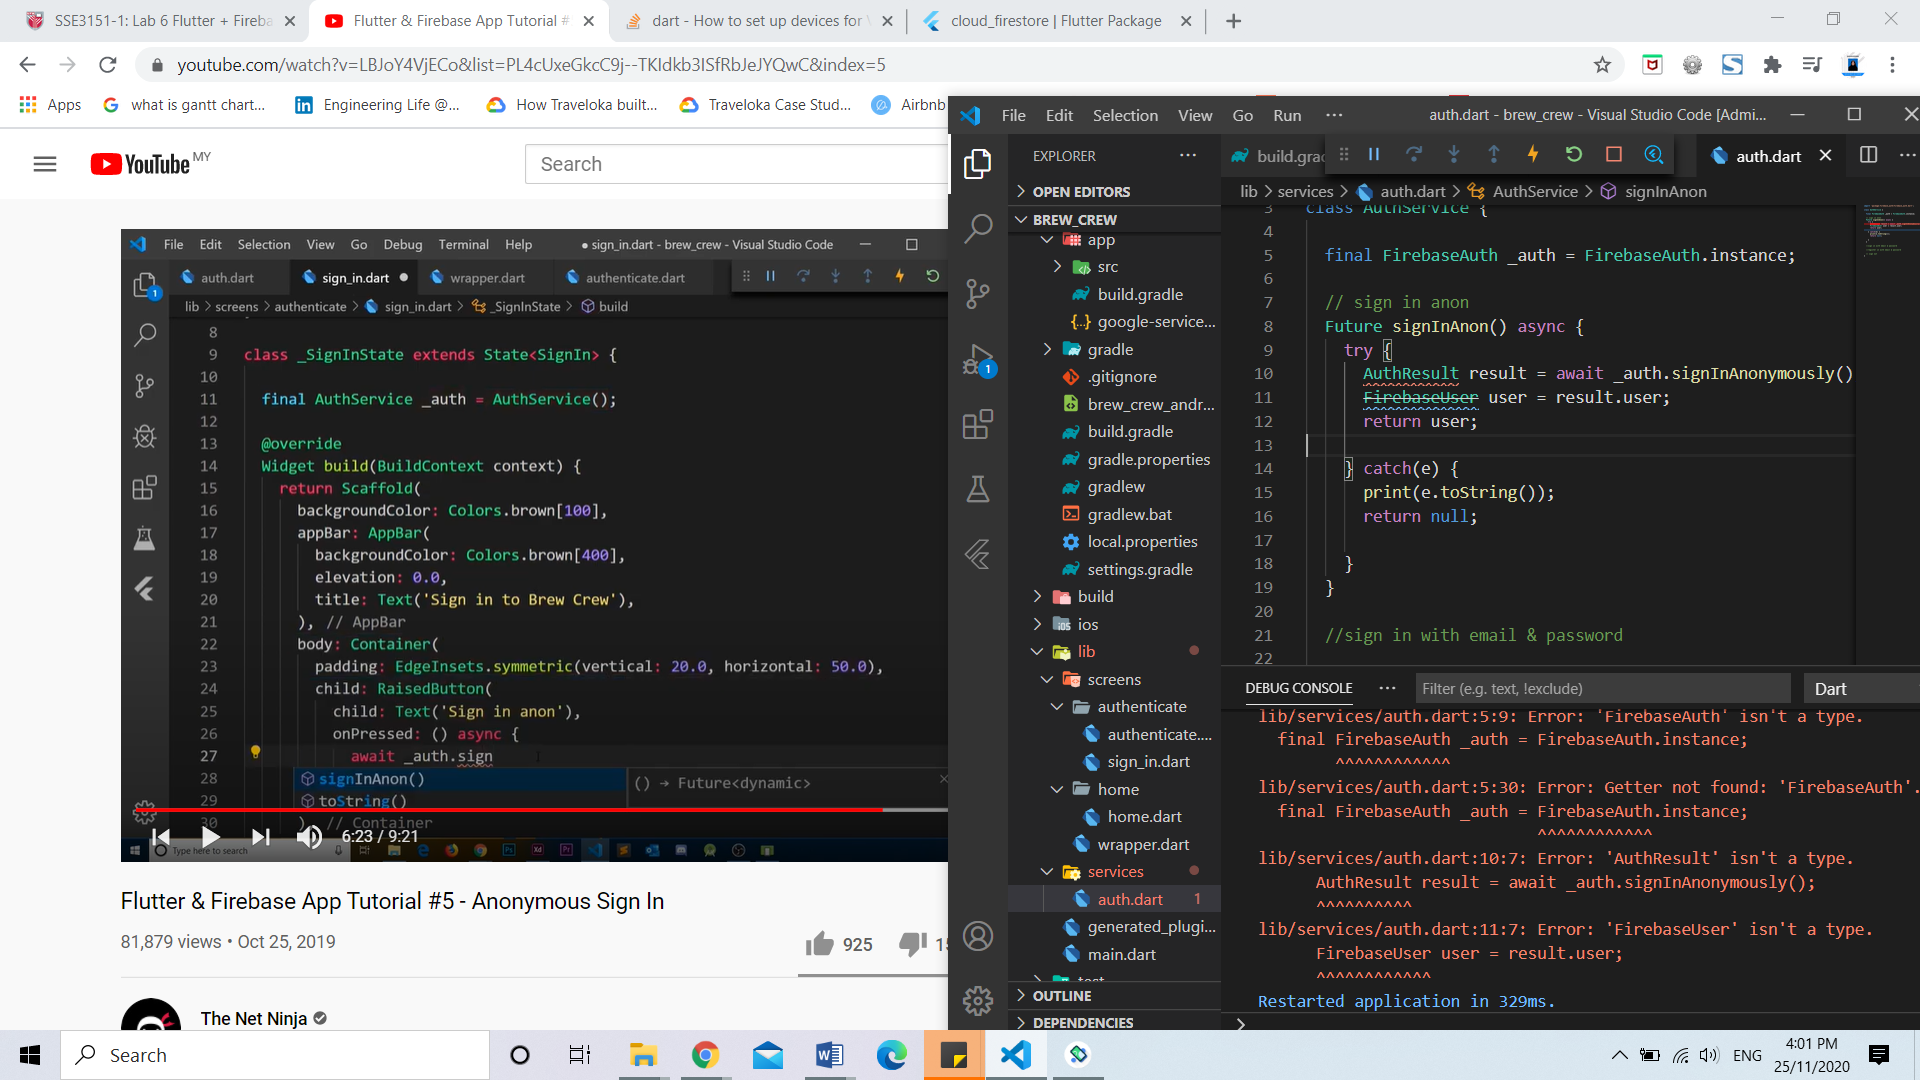 SSE3151-1: Lab 6 Flutter + Fireba
Flutter & Firebase App Tutorial #
dart - How to set up devices for V
cloud_firestore | Flutter Package
youtube.com/watch?v=LBJoY4VjECo&list=PL4cUxeGkcC9j--TKIdkb3ISfRbJeJYQwC&index=5
Apps
what is gantt chart...
Engineering Life @...
How Traveloka built...
Traveloka Case Stud...
Airbnb
YouTube MY
Search
File Edit Selection View Go Debug Terminal Help
● sign_in.dart - brew_crew - Visual Studio Code
auth.dart
sign_in.dart
wrapper.dart
authenticate.dart
lib > screens > authenticate > sign_in.dart > _SignInState > build
1
8
9 class _SignInState extends State<SignIn> {
10
11 final AuthService _auth = AuthService();
12
13 @override
14 Widget build(BuildContext context) {
15 return Scaffold(
16 backgroundColor: Colors.brown[100],
17 appBar: AppBar(
18 backgroundColor: Colors.brown[400],
19 elevation: 0.0,
20 title: Text('Sign in to Brew Crew'),
21 ), // AppBar
22 body: Container(
23 padding: EdgeInsets.symmetric(vertical: 20.0, horizontal: 50.0),
24 child: RaisedButton(
25 child: Text('Sign in anon'),
26 onPressed: () async {
27 await _auth.sign
28 signInAnon() () → Future<dynamic>
29 toString()
30 ) // Container
6:23 / 9:21
Type here to search
Flutter & Firebase App Tutorial #5 - Anonymous Sign In
81,879 views • Oct 25, 2019
925
15
The Net Ninja
File Edit Selection View Go Run ...
auth.dart - brew_crew - Visual Studio Code [Admi...
EXPLORER
OPEN EDITORS
BREW_CREW
app
src
build.gradle
google-service...
gradle
.gitignore
brew_crew_andr...
build.gradle
gradle.properties
gradlew
gradlew.bat
local.properties
settings.gradle
build
ios
lib
screens
authenticate
authenticate....
sign_in.dart
home
home.dart
wrapper.dart
services
auth.dart 1
generated_plugi...
main.dart
test
OUTLINE
DEPENDENCIES
1
build.grad
auth.dart
lib > services > auth.dart > AuthService > signInAnon
3 class AuthService {
4
5 final FirebaseAuth _auth = FirebaseAuth.instance;
6
7 // sign in anon
8 Future signInAnon() async {
9 try {
10 AuthResult result = await _auth.signInAnonymously()
11 FirebaseUser user = result.user;
12 return user;
13
14 } catch(e) {
15 print(e.toString());
16 return null;
17
18 }
19 }
20
21 //sign in with email & password
22
DEBUG CONSOLE
Filter (e.g. text, !exclude)
Dart
lib/services/auth.dart:5:9: Error: 'FirebaseAuth' isn't a type.
final FirebaseAuth _auth = FirebaseAuth.instance;
^^^^^^^^^^^^
lib/services/auth.dart:5:30: Error: Getter not found: 'FirebaseAuth'.
final FirebaseAuth _auth = FirebaseAuth.instance;
^^^^^^^^^^^^
lib/services/auth.dart:10:7: Error: 'AuthResult' isn't a type.
AuthResult result = await _auth.signInAnonymously();
^^^^^^^^^^
lib/services/auth.dart:11:7: Error: 'FirebaseUser' isn't a type.
FirebaseUser user = result.user;
^^^^^^^^^^^^
Restarted application in 329ms.
Search
ENG
4:01 PM
25/11/2020